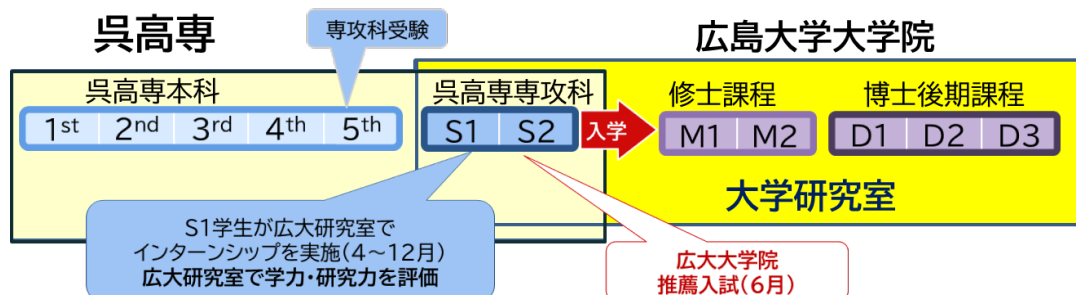 呉高専
専攻科受験
広島大学大学院
呉高専本科
呉高専専攻科
修士課程
博士後期課程
1st 2nd 3rd 4th 5th
S1 S2
入学
M1 M2
D1 D2 D3
大学研究室
S1学生が広大研究室で
インターンシップを実施(4～12月)
広大研究室で学力・研究力を評価
広大大学院
推薦入試(6月)